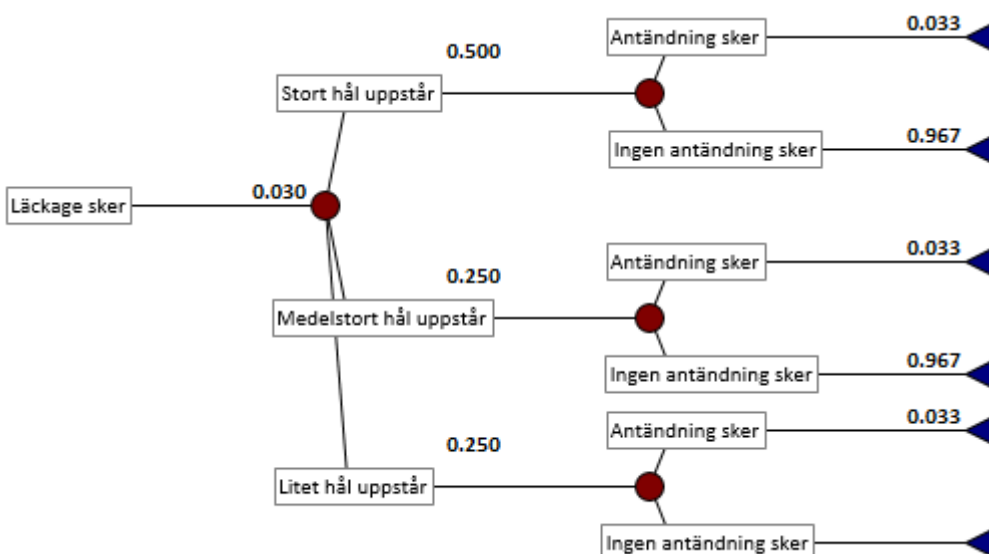 0.033
Antändning sker
0.500
Stort hål uppstår
0.967
Ingen antändning sker
0.030
Läckage sker
0.033
Antändning sker
0.250
Medelstort hål uppstår
0.967
Ingen antändning sker
0.033
Antändning sker
0.250
Litet hål uppstår
Ingen antändning sker